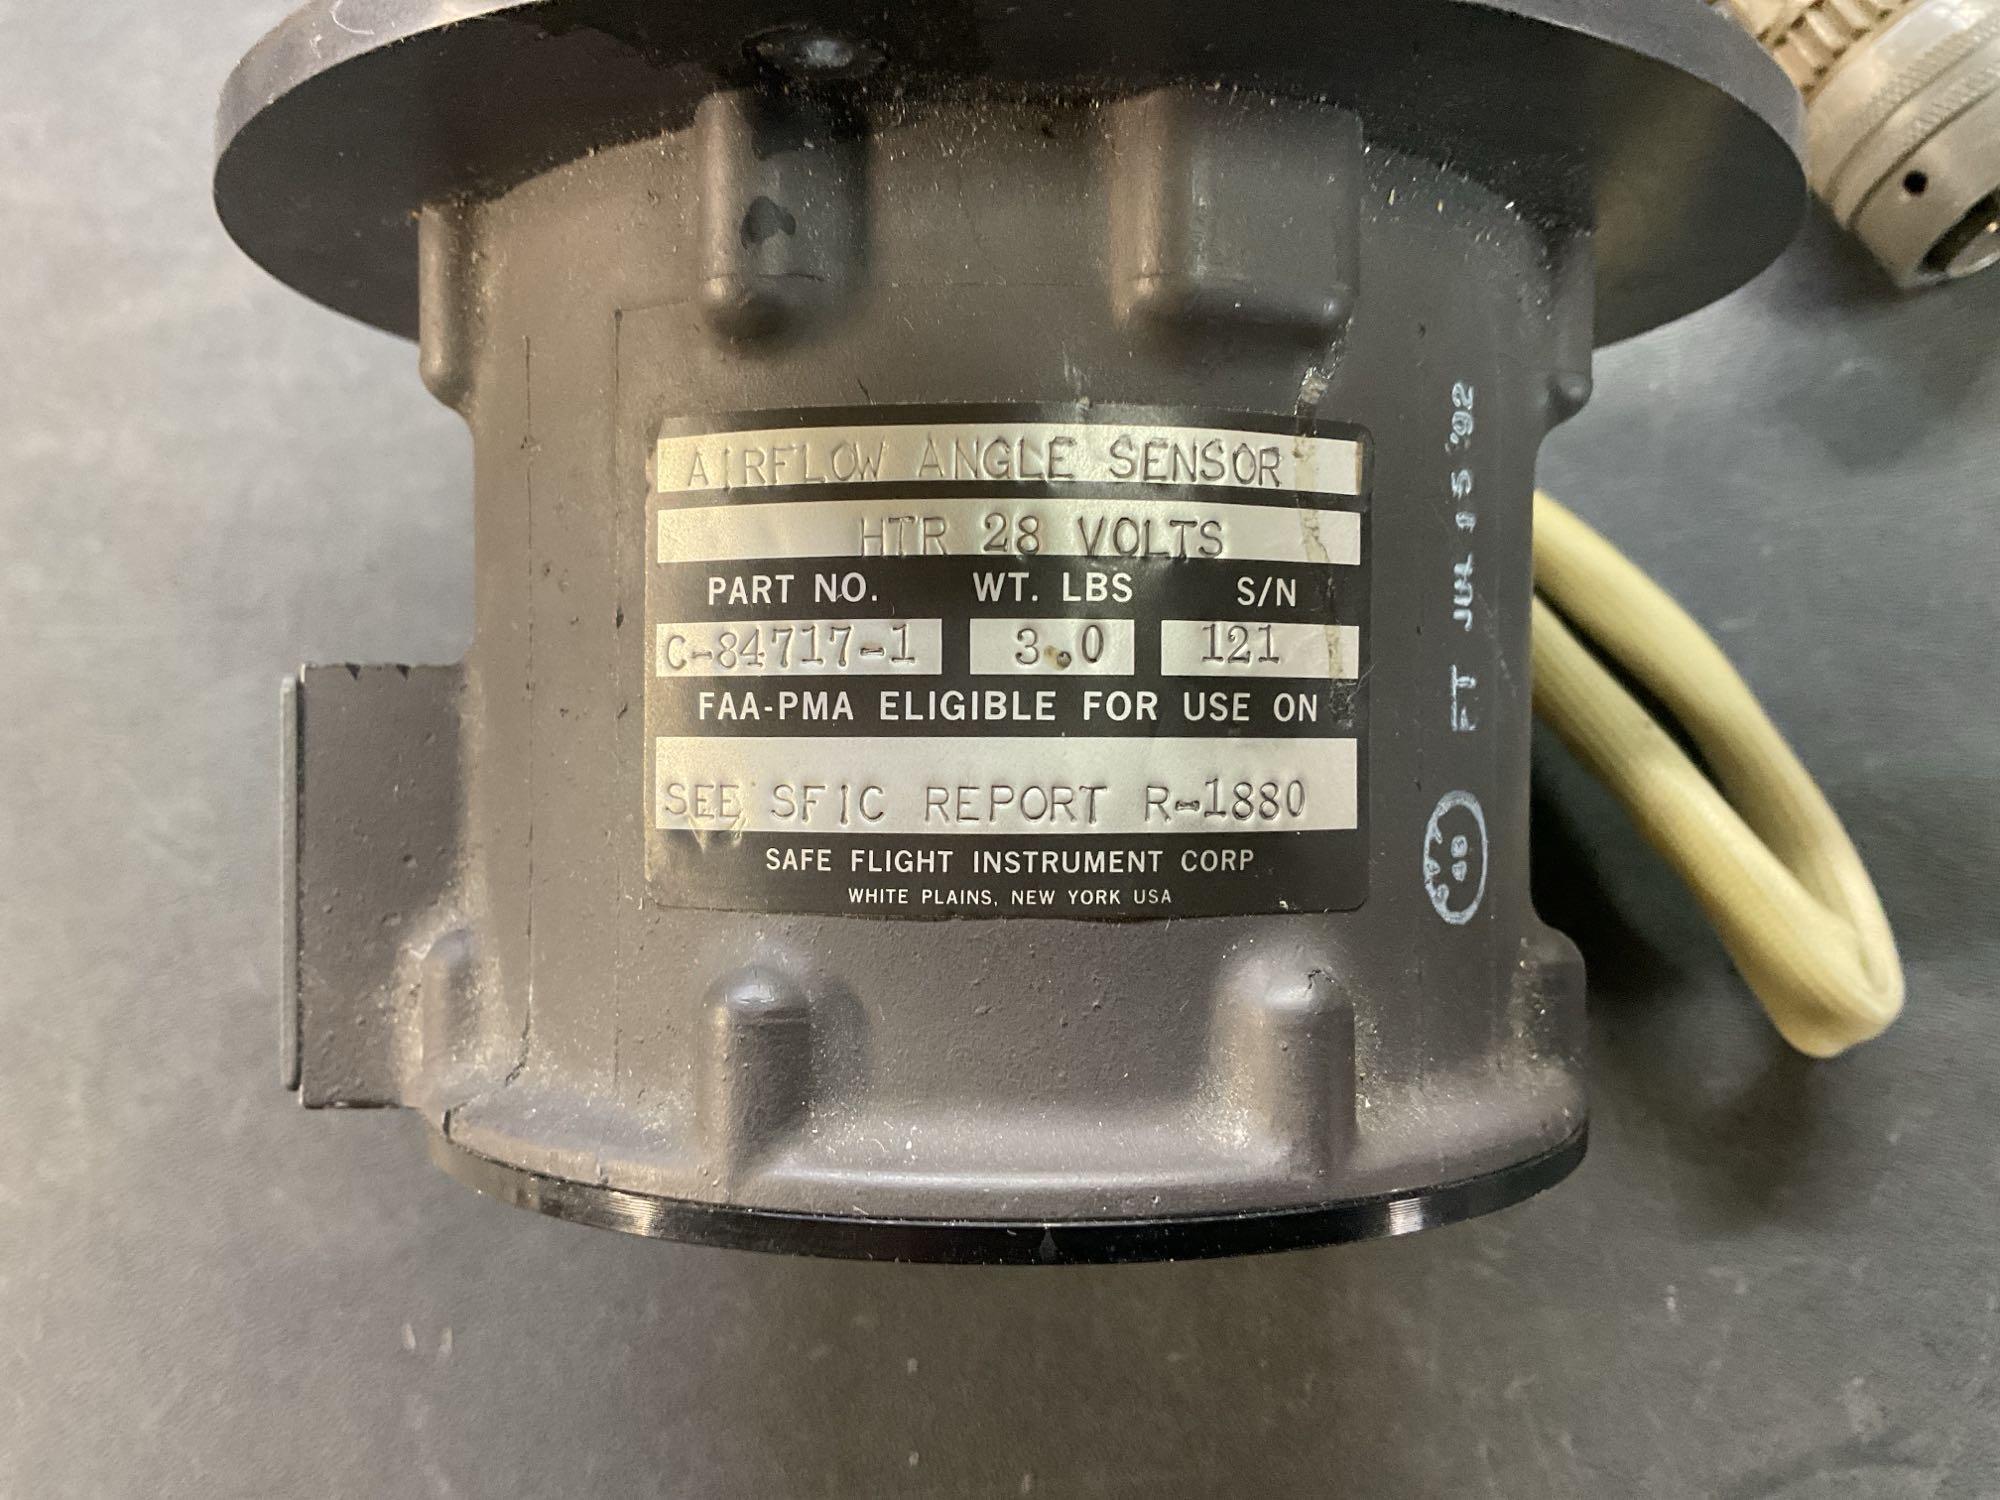 AIRFLOW ANGLE SENSOR
HTR 28 VOLTS
PART NO. WT. LBS S/N
C-84717-1 3.0 121
FAA-PMA ELIGIBLE FOR USE ON
SEE SFIC REPORT R-1880
SAFE FLIGHT INSTRUMENT CORP
WHITE PLAINS, NEW YORK USA
FT JUL 15 '92